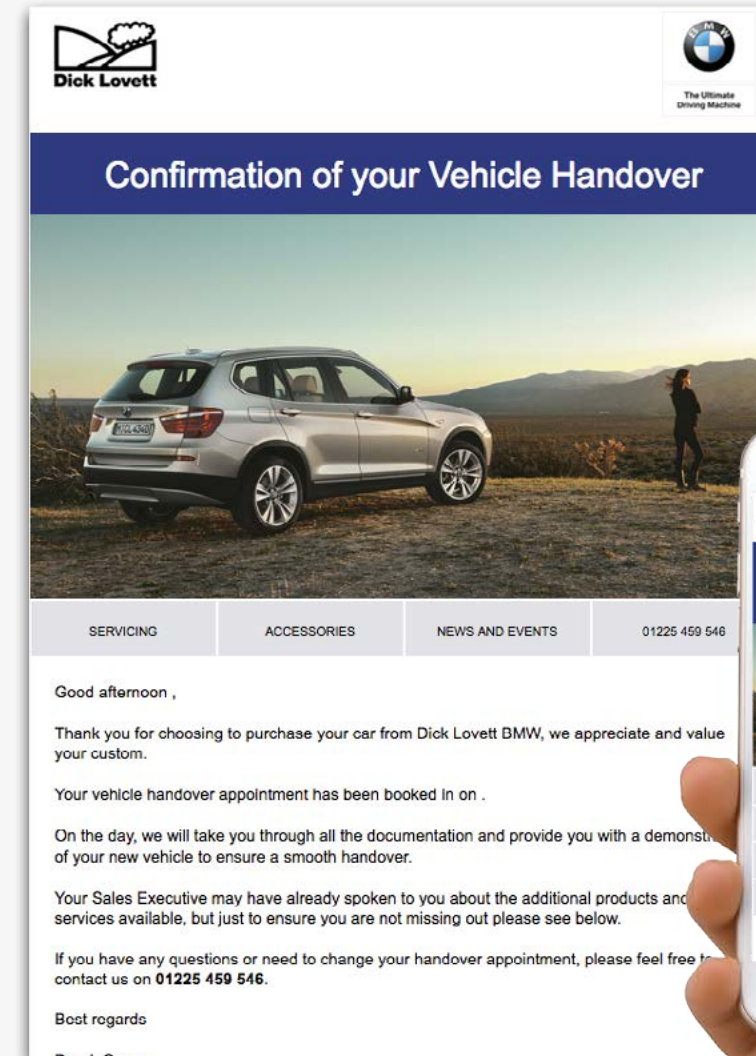 Dick Lovett
BMW
The Ultimate
Driving Machine
Confirmation of your Vehicle Handover
SERVICING
ACCESSORIES
NEWS AND EVENTS
01225 459 546
Good afternoon ,
Thank you for choosing to purchase your car from Dick Lovett BMW, we appreciate and value
your custom.
Your vehicle handover appointment has been booked in on .
On the day, we will take you through all the documentation and provide you with a
of your new vehicle to ensure a smooth handover.
Your Sales Executive may have already spoken to you about the additional products and
services available, but just to ensure you are not missing out please see below.
If you have any questions or need to change your handover appointment, please feel free
contact us on 01225 459 546.
Best regards